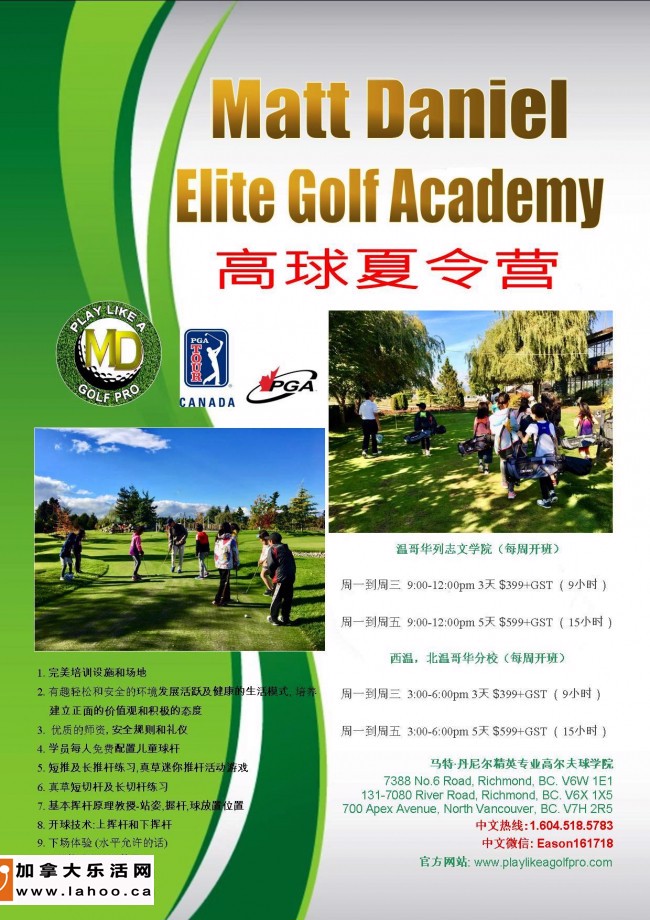 Matt Daniel
Elite Golf Academy
高球夏令营
PLAY LIKE A
MD
GOLF PRO
PGA
TOUR
CANADA
PGA
温哥华列志文学院（每周开班）
周一到周三 9:00-12:00pm 3天 $399+GST ( 9小时 )
周一到周五 9:00-12:00pm 5天 $599+GST ( 15小时 )
西温，北温哥华分校（每周开班）
周一到周三 3:00-6:00pm 3天 $399+GST ( 9小时 )
周一到周五 3:00-6:00pm 5天 $599+GST ( 15小时 )
1. 完美培训设施和场地
2. 有趣轻松和安全的环境发展活跃及健康的生活模式, 培养
建立正面的价值观和积极的态度
3. 优质的师资, 安全规则和礼仪
4. 学员每人免费配置儿童球杆
5. 短推及长推杆练习,真草迷你推杆活动游戏
6. 真草短切杆及长切杆练习
7. 基本挥杆原理教授-站姿,握杆,球放置位置
8. 开球技术:上挥杆和下挥杆
9. 下场体验 (水平允许的话)
马特·丹尼尔精英专业高尔夫球学院
7388 No.6 Road, Richmond, BC. V6W 1E1
131-7080 River Road, Richmond, BC. V6X 1X5
700 Apex Avenue, North Vancouver, BC. V7H 2R5
中文热线: 1.604.518.5783
中文微信: Eason161718
官方网站: www.playlikeagolfpro.com
加拿大乐活网
www.lahoo.ca